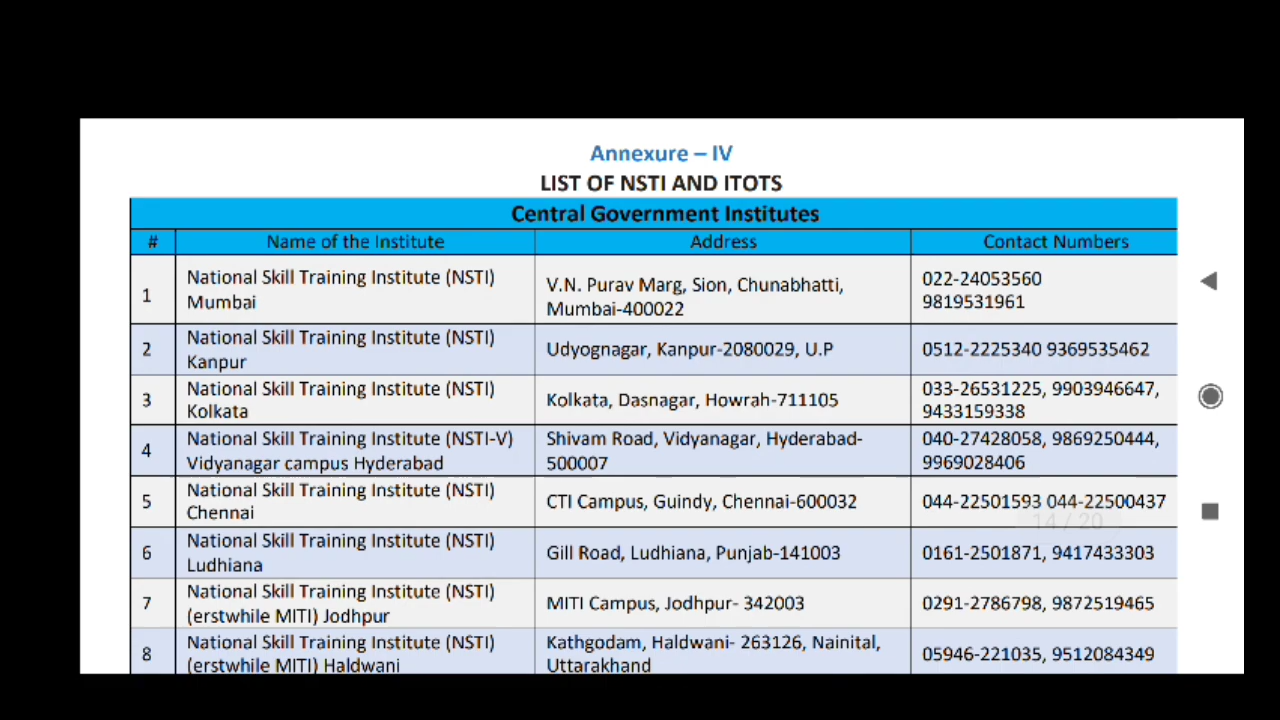 Annexure – IV
LIST OF NSTI AND ITOTS
Central Government Institutes
# Name of the Institute Address Contact Numbers
1 National Skill Training Institute (NSTI) Mumbai V.N. Purav Marg, Sion, Chunabhatti, Mumbai-400022 022-24053560 9819531961
2 National Skill Training Institute (NSTI) Kanpur Udyognagar, Kanpur-2080029, U.P 0512-2225340 9369535462
3 National Skill Training Institute (NSTI) Kolkata Kolkata, Dasnagar, Howrah-711105 033-26531225, 9903946647, 9433159338
4 National Skill Training Institute (NSTI-V) Vidyanagar campus Hyderabad Shivam Road, Vidyanagar, Hyderabad-500007 040-27428058, 9869250444, 9969028406
5 National Skill Training Institute (NSTI) Chennai CTI Campus, Guindy, Chennai-600032 044-22501593 044-22500437
14 / 20
6 National Skill Training Institute (NSTI) Ludhiana Gill Road, Ludhiana, Punjab-141003 0161-2501871, 9417433303
7 National Skill Training Institute (NSTI) (erstwhile MITI) Jodhpur MITI Campus, Jodhpur- 342003 0291-2786798, 9872519465
8 National Skill Training Institute (NSTI) (erstwhile MITI) Haldwani Kathgodam, Haldwani- 263126, Nainital, Uttarakhand 05946-221035, 9512084349